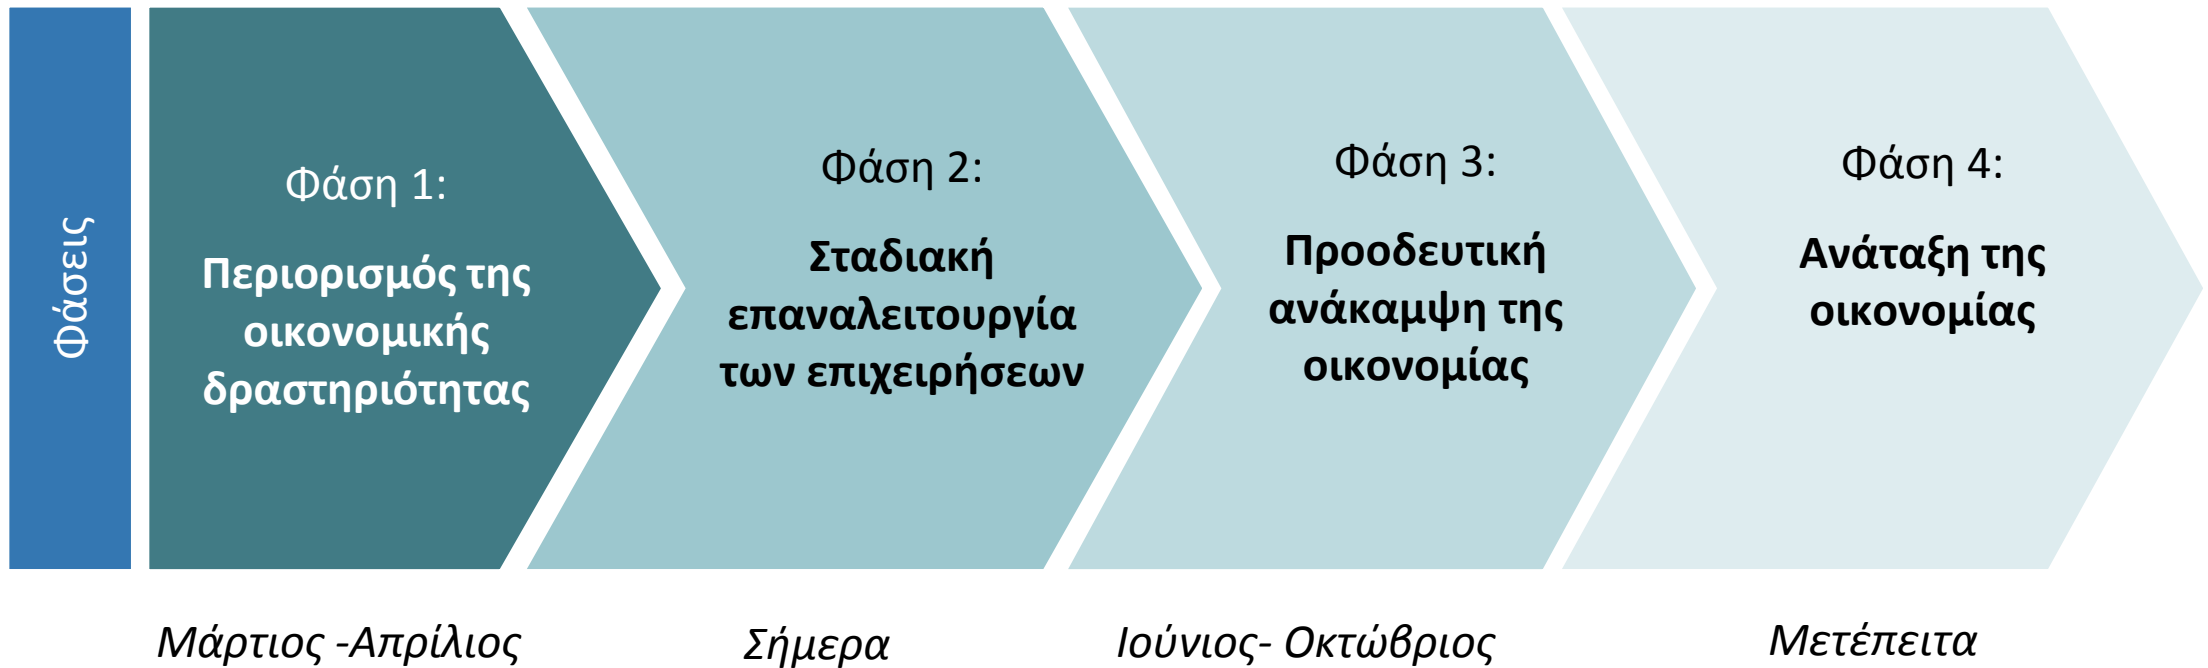 Φάσεις
Φάση 1:
Περιορισμός της
οικονομικής
δραστηριότητας
Φάση 2:
Σταδιακή
επαναλειτουργία
των επιχειρήσεων
Φάση 3:
Προοδευτική
ανάκαμψη της
οικονομίας
Φάση 4:
Ανάταξη της
οικονομίας
Μάρτιος -Απρίλιος
Σήμερα
Ιούνιος- Οκτώβριος
Μετέπειτα